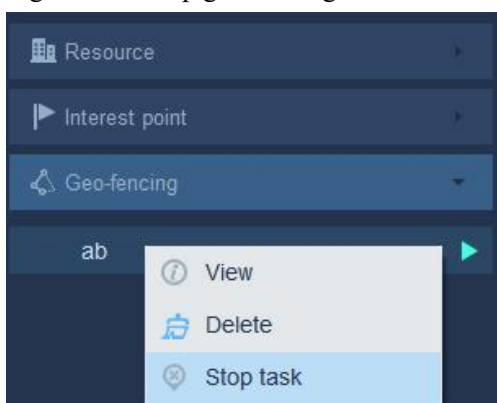 Resource
Interest point
Geo-fencing
ab
View
Delete
Stop task